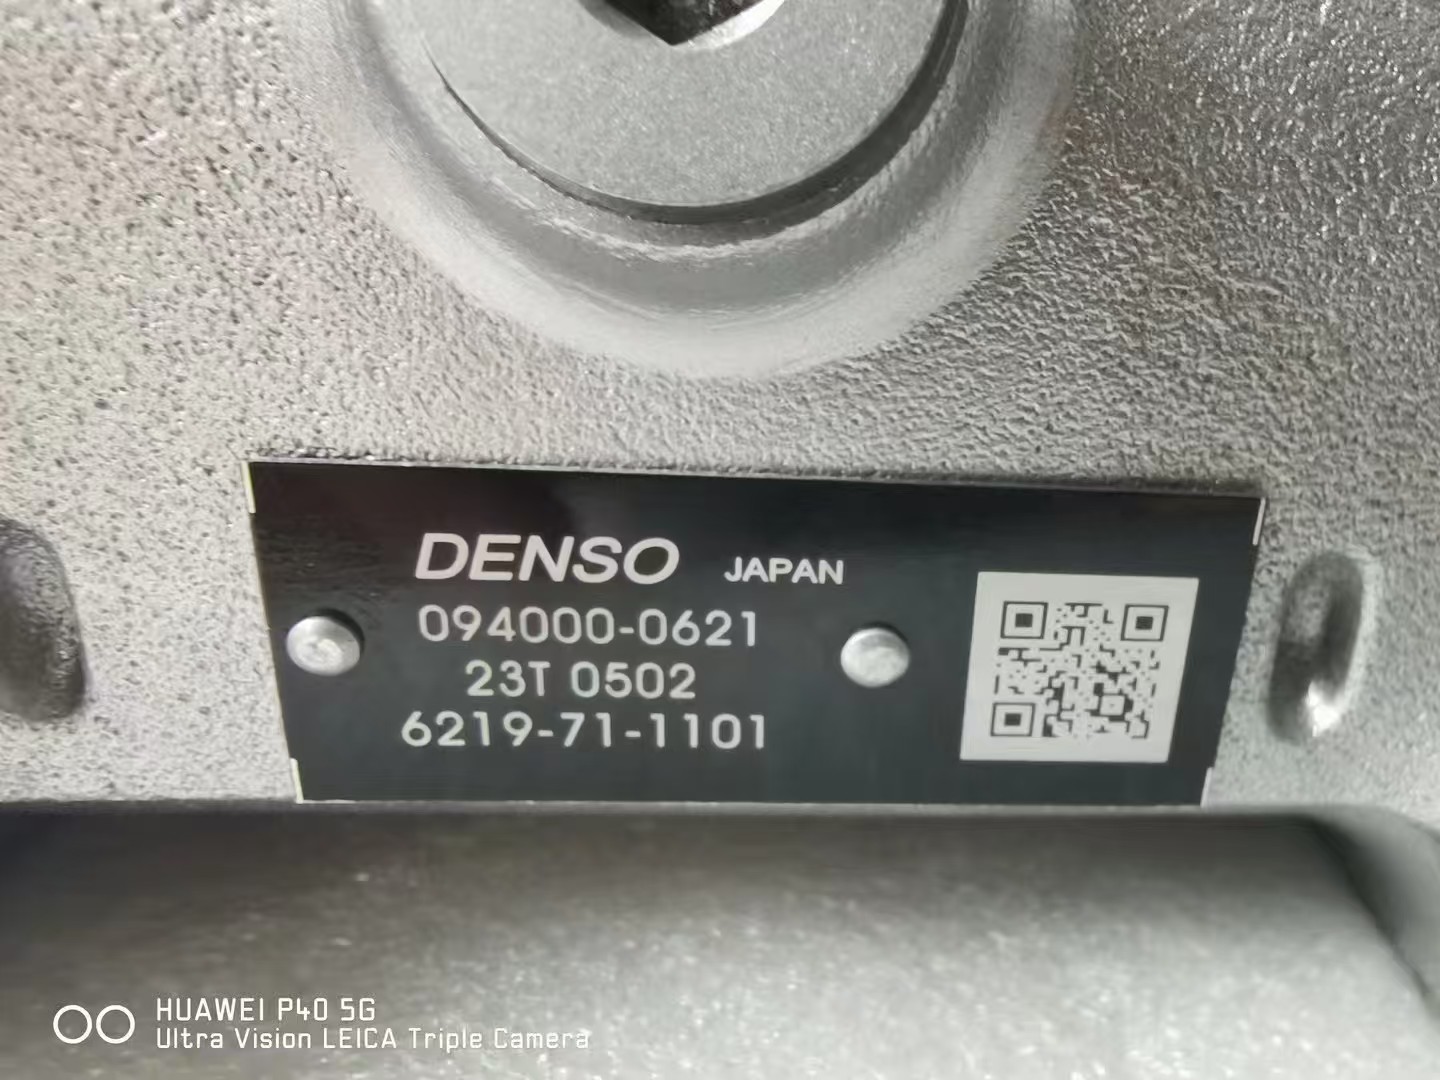 DENSO JAPAN
094000-0621
23T 0502
6219-71-1101
HUAWEI P40 5G
Ultra Vision LEICA Triple Camera